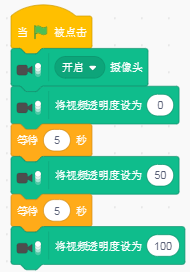 当 被点击
开启 摄像头
将视频透明度设为 0
等待 5 秒
将视频透明度设为 50
等待 5 秒
将视频透明度设为 100